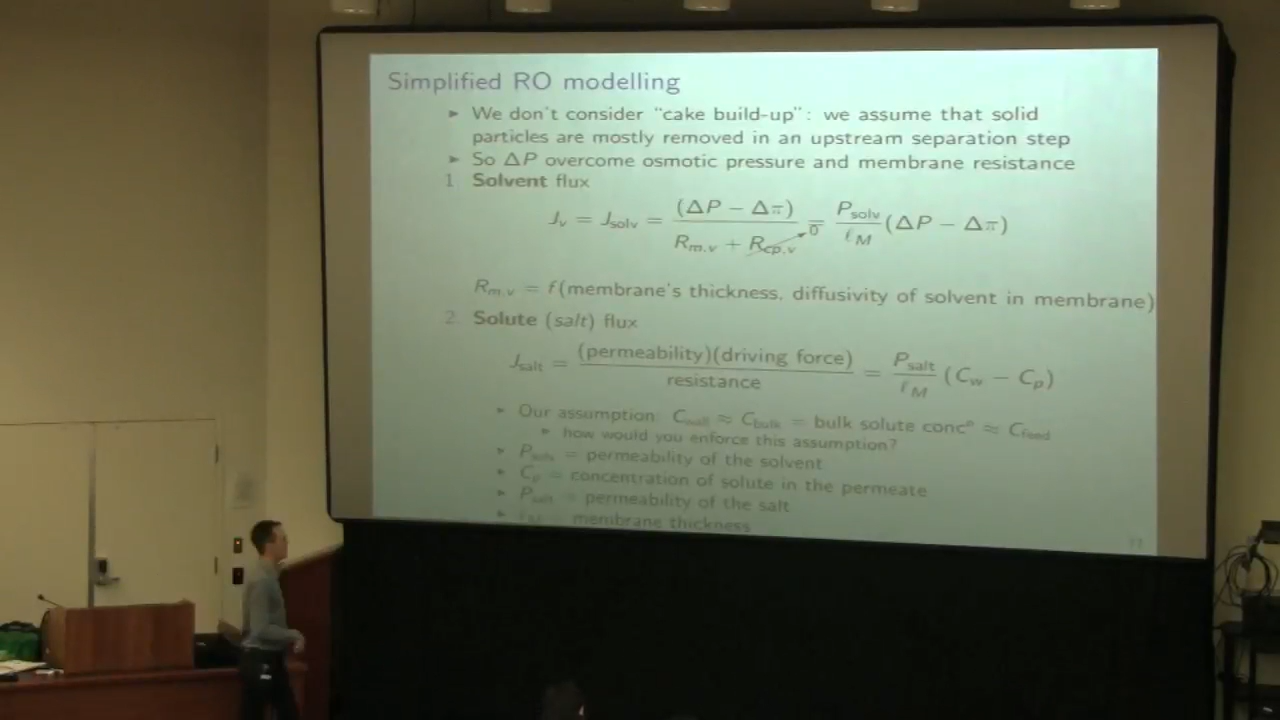 Simplified RO modelling
► We don't consider "cake build-up": we assume that solid
particles are mostly removed in an upstream separation step
► So ΔP overcome osmotic pressure and membrane resistance
1. Solvent flux
J_v = J_solv = (ΔP − Δπ) / (R_m,v + R_cp,v → 0) = P_solv / ℓ_M (ΔP − Δπ)
R_m,v = f(membrane's thickness, diffusivity of solvent in membrane)
2. Solute (salt) flux
J_salt = (permeability)(driving force) / resistance = P_salt / ℓ_M (C_w − C_p)
► Our assumption: C_wall ≈ C_bulk = bulk solute concⁿ ≈ C_feed
► how would you enforce this assumption?
► P_solv = permeability of the solvent
► C_p = concentration of solute in the permeate
► P_salt = permeability of the salt
► ℓ_M = membrane thickness